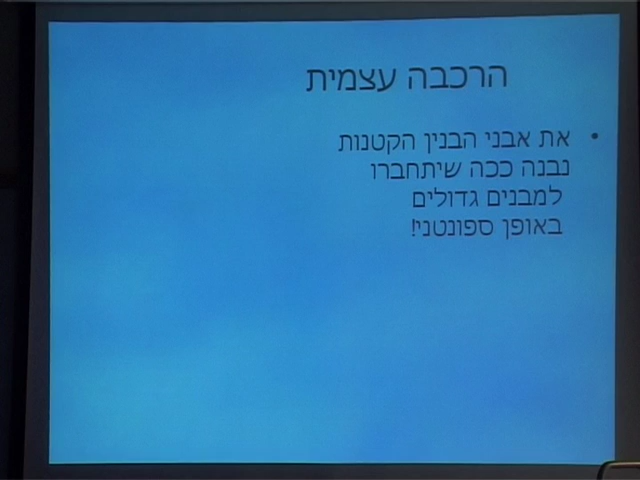 הרכבה עצמית
• את אבני הבנין הקטנות
נבנה ככה שיתחברו
למבנים גדולים
באופן ספונטני!